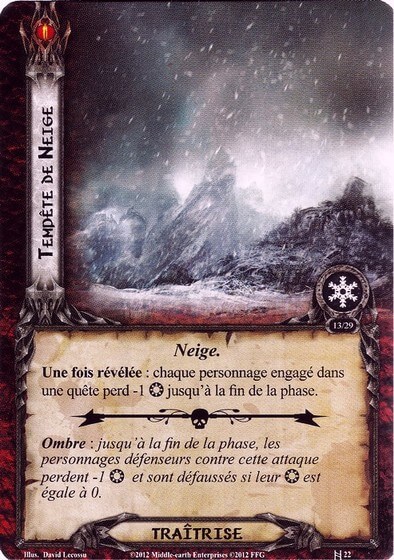 TEMPÊTE DE NEIGE
13/29
Neige.
Une fois révélée : chaque personnage engagé dans
une quête perd -1 jusqu'à la fin de la phase.
Ombre : jusqu'à la fin de la phase, les
personnages défenseurs contre cette attaque
perdent -1 et sont défaussés si leur est
égale à 0.
TRAÎTRISE
Illus. David Lecossu ©2012 Middle-earth Enterprises ©2012 FFG 22